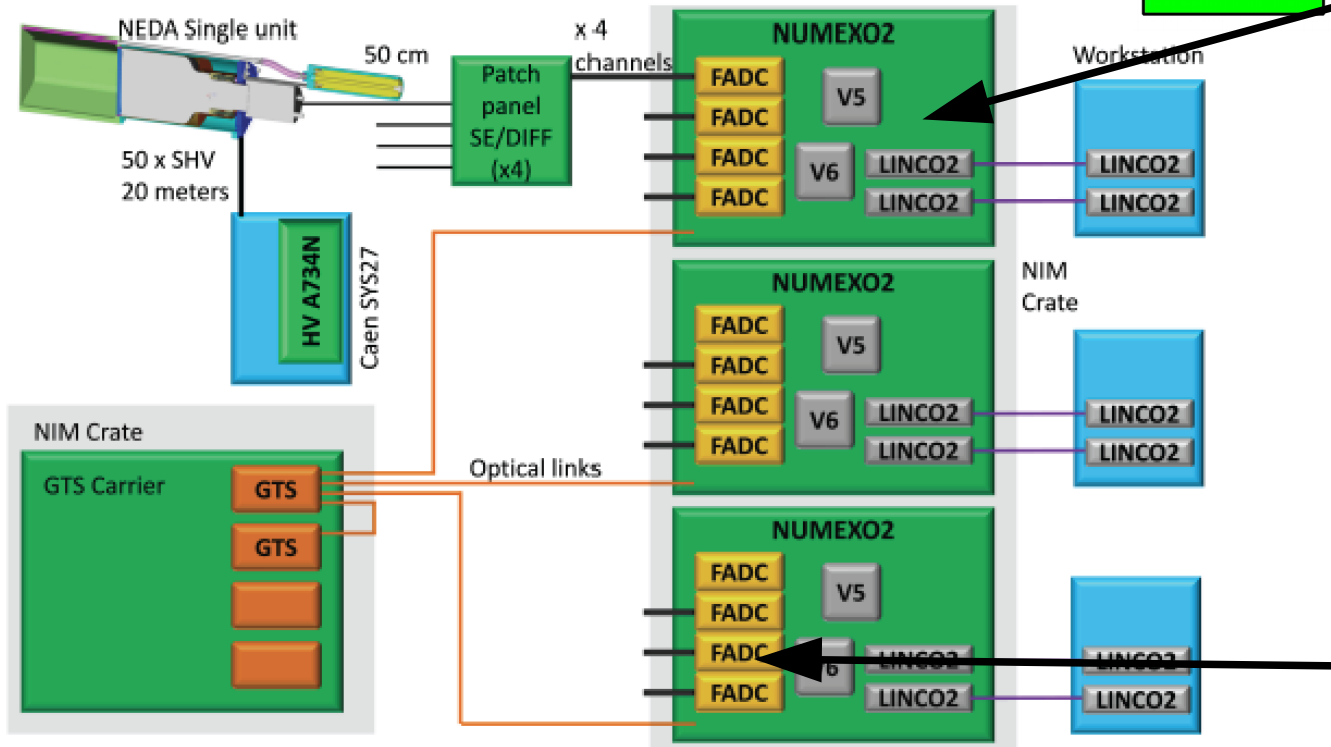 NEDA Single unit
50 cm
x 4
channels
Patch
panel
SE/DIFF
(x4)
50 x SHV
20 meters
HV A734N
Caen SYS27
NUMEXO2
FADC
FADC
FADC
FADC
V5
V6
LINCO2
LINCO2
Workstation
LINCO2
LINCO2
NUMEXO2
FADC
FADC
FADC
FADC
V5
V6
LINCO2
LINCO2
NIM
Crate
LINCO2
LINCO2
NIM Crate
GTS Carrier
GTS
GTS
Optical links
NUMEXO2
FADC
FADC
FADC
FADC
V5
LINCO2
LINCO2
LINCO2
LINCO2